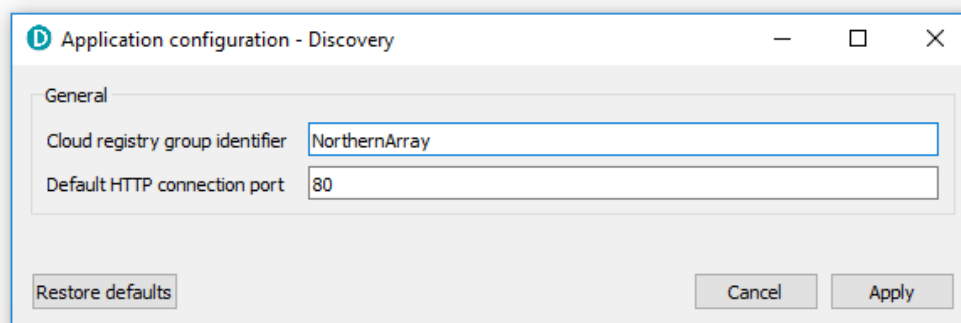 Application configuration - Discovery
General
Cloud registry group identifier NorthernArray
Default HTTP connection port 80
Restore defaults Cancel Apply